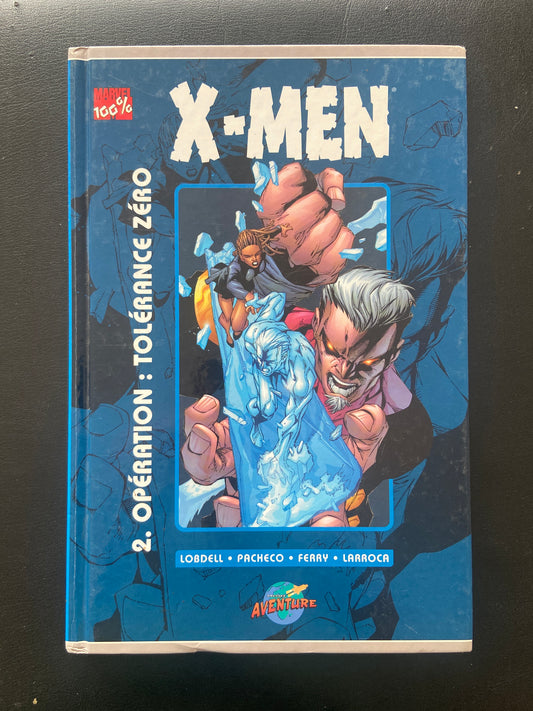 MARVEL
100%
X-MEN
2. OPÉRATION : TOLÉRANCE ZÉRO
LOBDELL • PACHECO • FERRY • LARROCA
AVENTURE